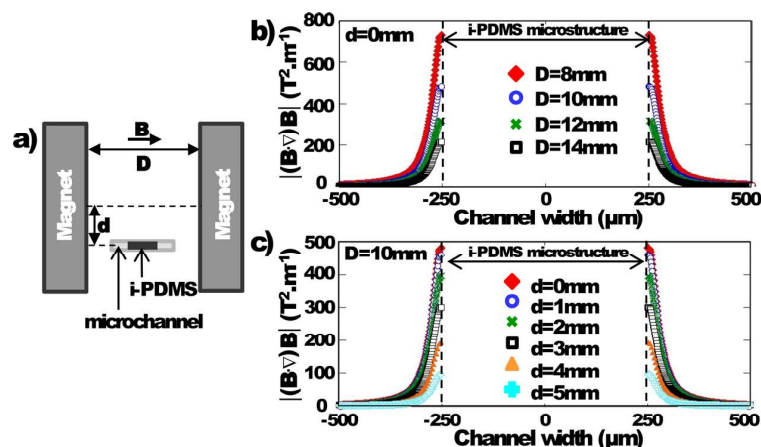 a)
Magnet
B
D
d
Magnet
i-PDMS
microchannel
b)
d=0mm
i-PDMS microstructure
D=8mm
D=10mm
D=12mm
D=14mm
|(B·∇)B| (T².m⁻¹)
800
600
400
200
0
-500
-250
0
250
500
Channel width (µm)
c)
D=10mm
i-PDMS microstructure
d=0mm
d=1mm
d=2mm
d=3mm
d=4mm
d=5mm
|(B·∇)B| (T².m⁻¹)
500
400
300
200
100
0
-500
-250
0
250
500
Channel width (µm)